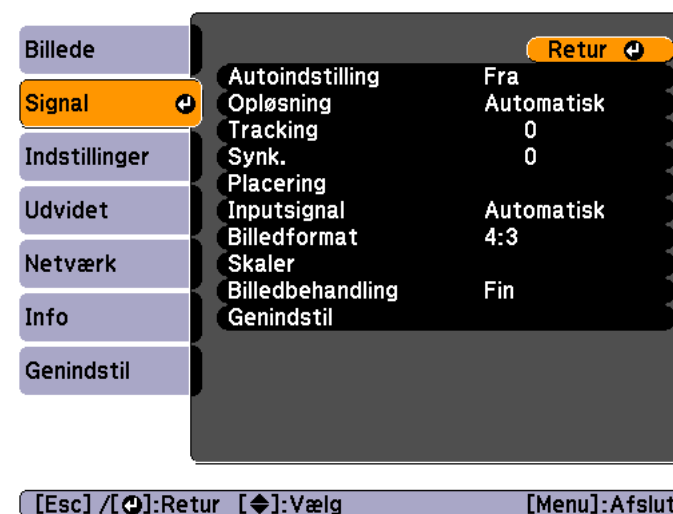 Billede
Signal
Indstillinger
Udvidet
Netværk
Info
Genindstil
Retur
Autoindstilling Fra
Opløsning Automatisk
Tracking 0
Synk. 0
Placering
Inputsignal Automatisk
Billedformat 4:3
Skaler
Billedbehandling Fin
Genindstil
[Esc] /[⏎]:Retur [◆]:Vælg [Menu]:Afslut